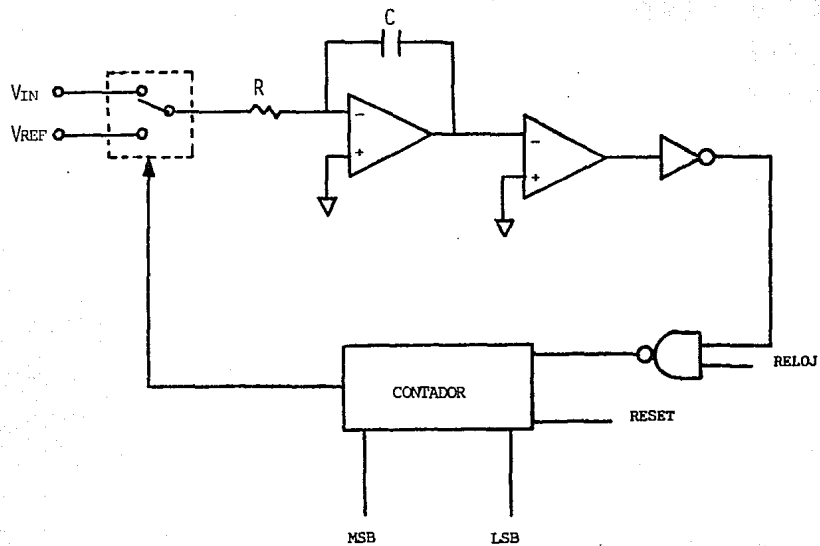 C
R
VIN
VREF
-
+
-
+
RELOJ
CONTADOR
RESET
MSB
LSB